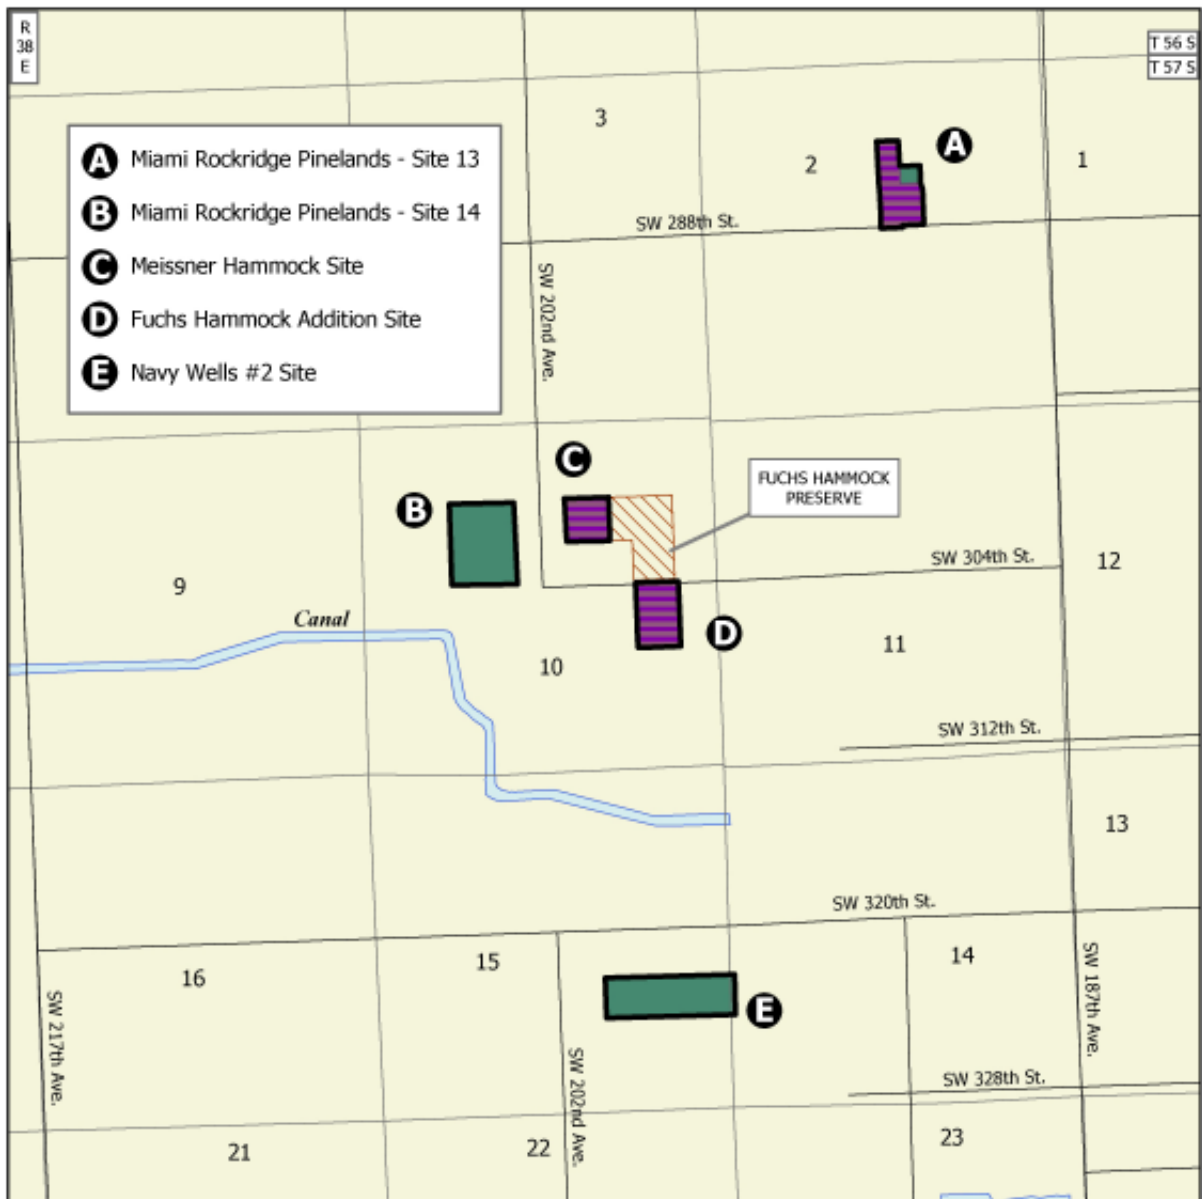 R
38
E
T 56 S
T 57 S
3
2
1
A
A Miami Rockridge Pinelands - Site 13
B Miami Rockridge Pinelands - Site 14
C Meissner Hammock Site
D Fuchs Hammock Addition Site
E Navy Wells #2 Site
SW 288th St.
SW 202nd Ave.
C
B
FUCHS HAMMOCK
PRESERVE
SW 304th St.
12
9
Canal
D
10
11
SW 312th St.
13
SW 320th St.
16
15
14
SW 217th Ave.
E
SW 187th Ave.
SW 202nd Ave.
SW 328th St.
21
22
23